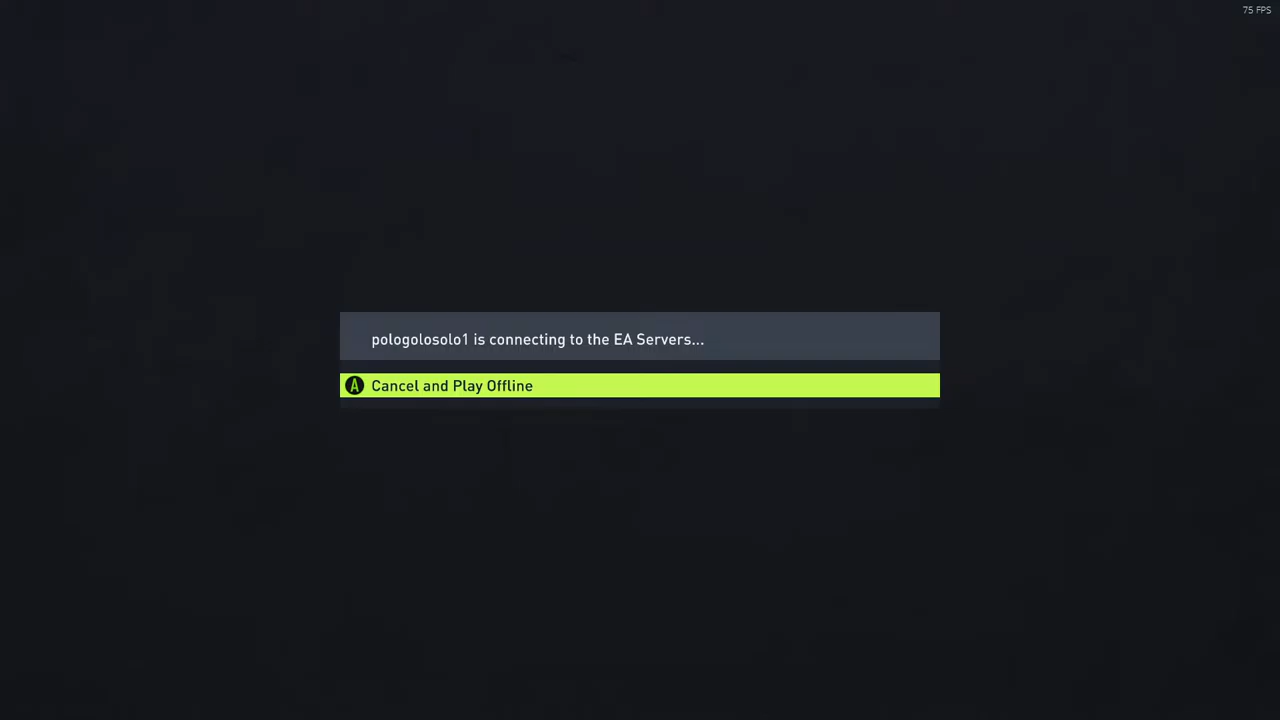 75 FPS
pologolosolo1 is connecting to the EA Servers...
A Cancel and Play Offline